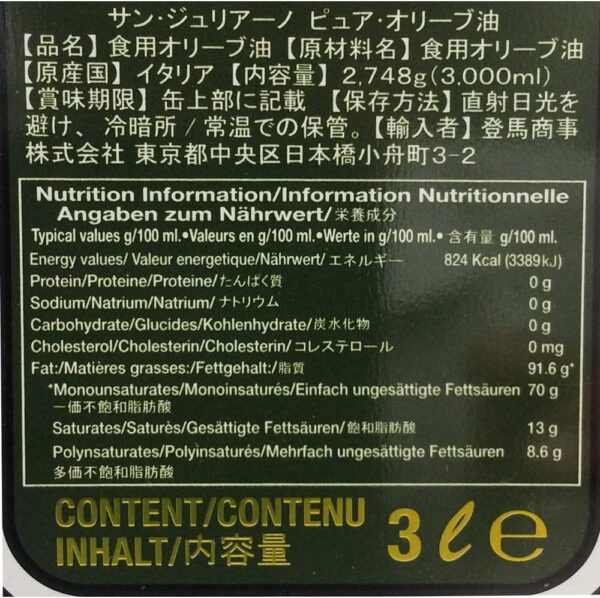 サン・ジュリアーノ ピュア・オリーブ油
【品名】食用オリーブ油【原材料名】食用オリーブ油
【原産国】イタリア【内容量】2,748g(3,000ml)
【賞味期限】缶上部に記載 【保存方法】直射日光を
避け、冷暗所/常温での保管。【輸入者】登馬商事
株式会社 東京都中央区日本橋小舟町3-2
Nutrition Information/Information Nutritionnelle
Angaben zum Nährwert/栄養成分
Typical values g/100 ml.•Valeurs en g/100 ml.•Werte in g/100 ml.• 含有量 g/100 ml.
Energy values/ Valeur energetique/Nährwert/ エネルギー 824 Kcal (3389kJ)
Protein/Proteine/Proteine/たんぱく質 0 g
Sodium/Natrium/Natrium/ ナトリウム 0 g
Carbohydrate/Glucides/Kohlenhydrate/炭水化物 0 g
Cholesterol/Cholesterin/Cholesterin/ コレステロール 0 mg
Fat:/Matières grasses:/Fettgehalt:/脂質 91.6 g*
*Monounsaturates/Monoinsaturés/Einfach ungesättigte Fettsäuren 70 g
一価不飽和脂肪酸
Saturates/Saturès/Gesättigte Fettsäuren/飽和脂肪酸 13 g
Polynsaturates/Polyinsaturés/Mehrfach ungesättigte Fettsäuren 8.6 g
多価不飽和脂肪酸
CONTENT/CONTENU
INHALT/内容量 3 ℓ e